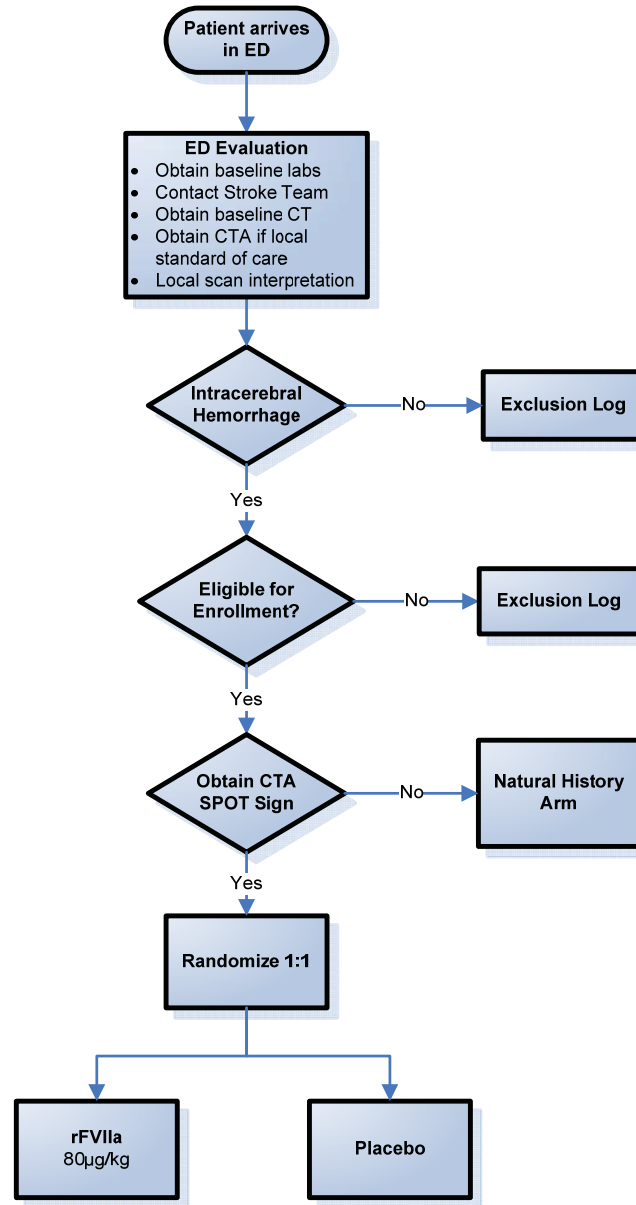 Patient arrives
in ED
ED Evaluation
• Obtain baseline labs
• Contact Stroke Team
• Obtain baseline CT
• Obtain CTA if local
standard of care
• Local scan interpretation
Intracerebral
Hemorrhage
No
Exclusion Log
Yes
Eligible for
Enrollment?
No
Exclusion Log
Yes
Obtain CTA
SPOT Sign
No
Natural History
Arm
Yes
Randomize 1:1
rFVIIa
80µg/kg
Placebo